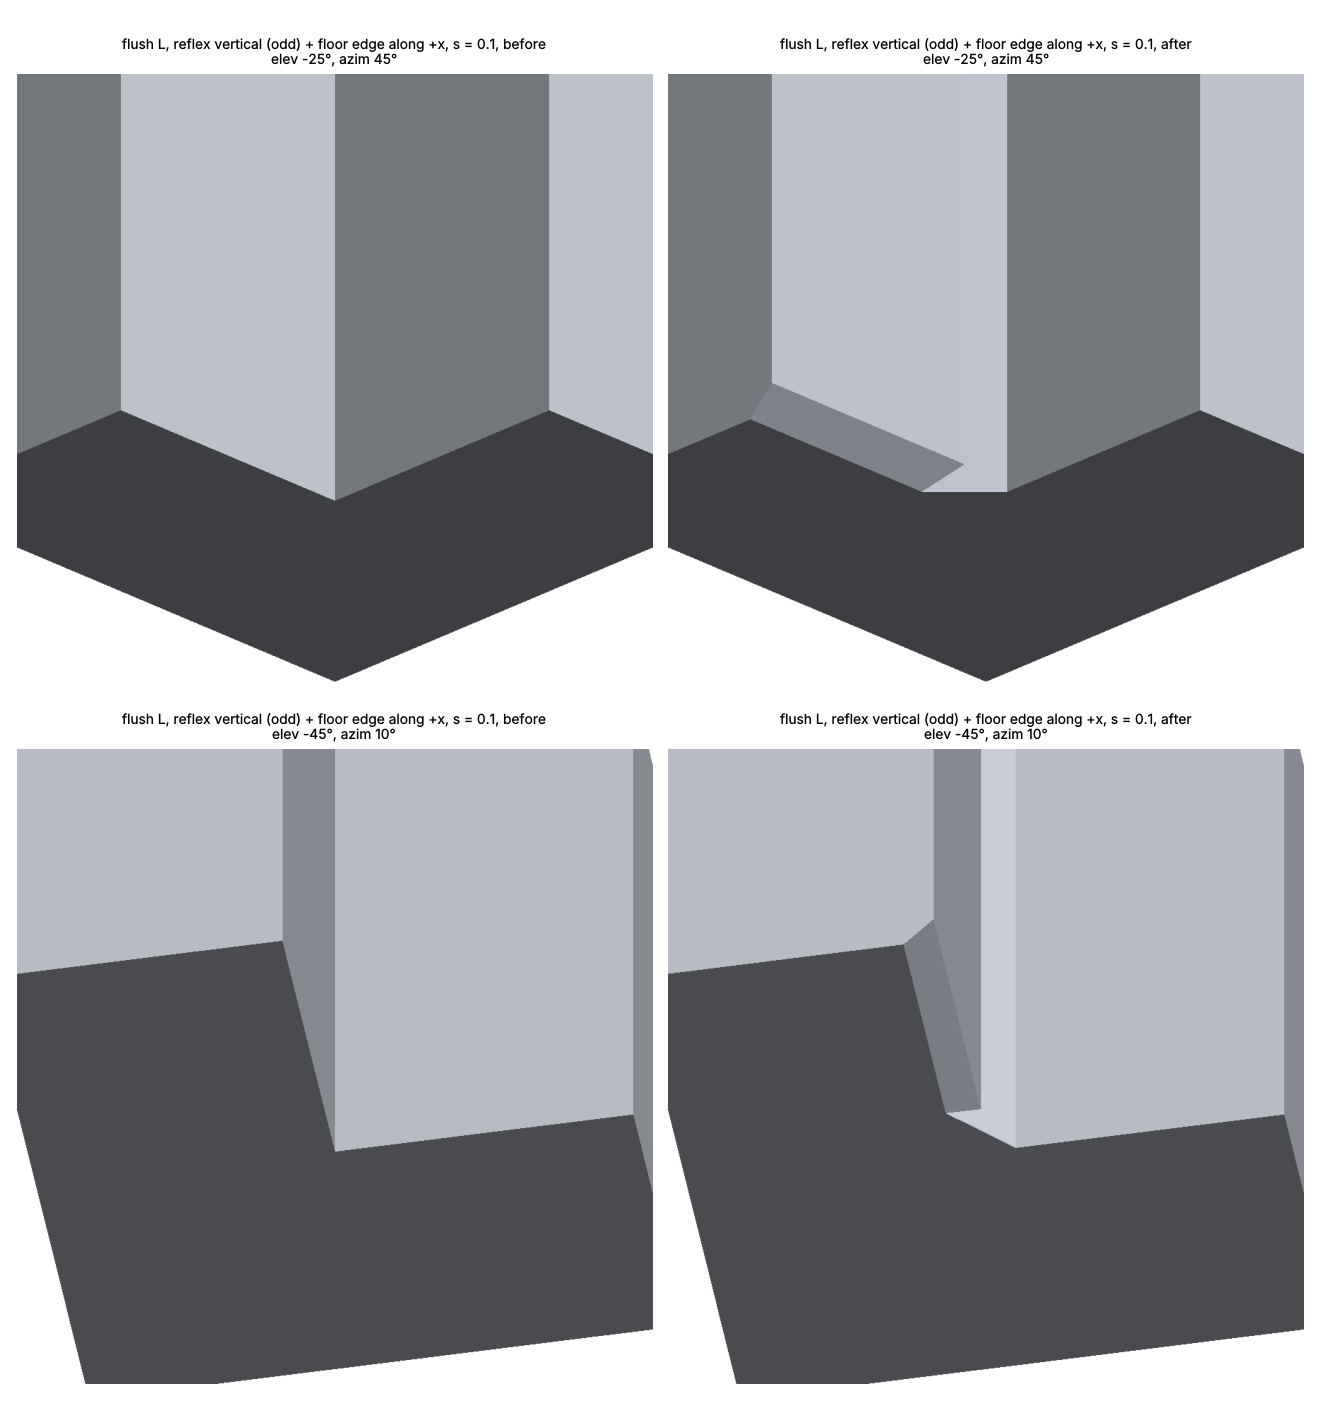 flush L, reflex vertical (odd) + floor edge along +x, s = 0.1, before
elev -25°, azim 45°
flush L, reflex vertical (odd) + floor edge along +x, s = 0.1, after
elev -25°, azim 45°
flush L, reflex vertical (odd) + floor edge along +x, s = 0.1, before
elev -45°, azim 10°
flush L, reflex vertical (odd) + floor edge along +x, s = 0.1, after
elev -45°, azim 10°